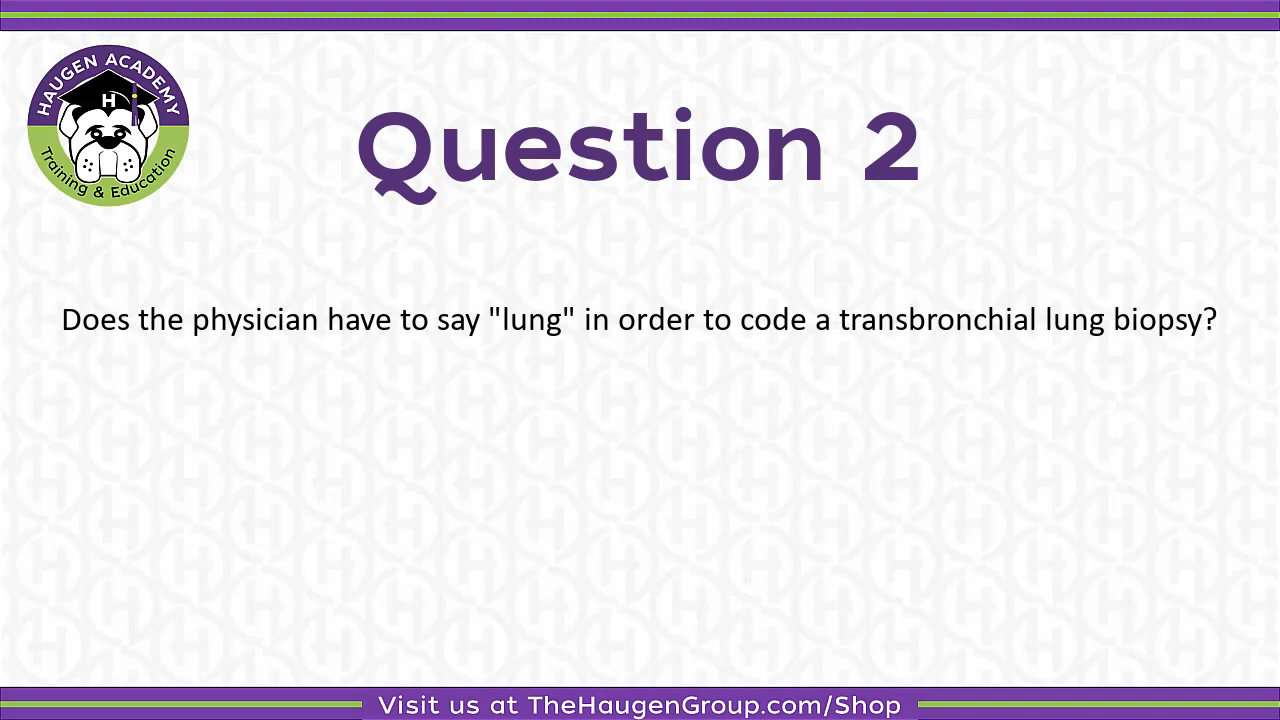 HAUGEN ACADEMY
H
Training & Education
Question 2
Does the physician have to say "lung" in order to code a transbronchial lung biopsy?
Visit us at TheHaugenGroup.com/Shop